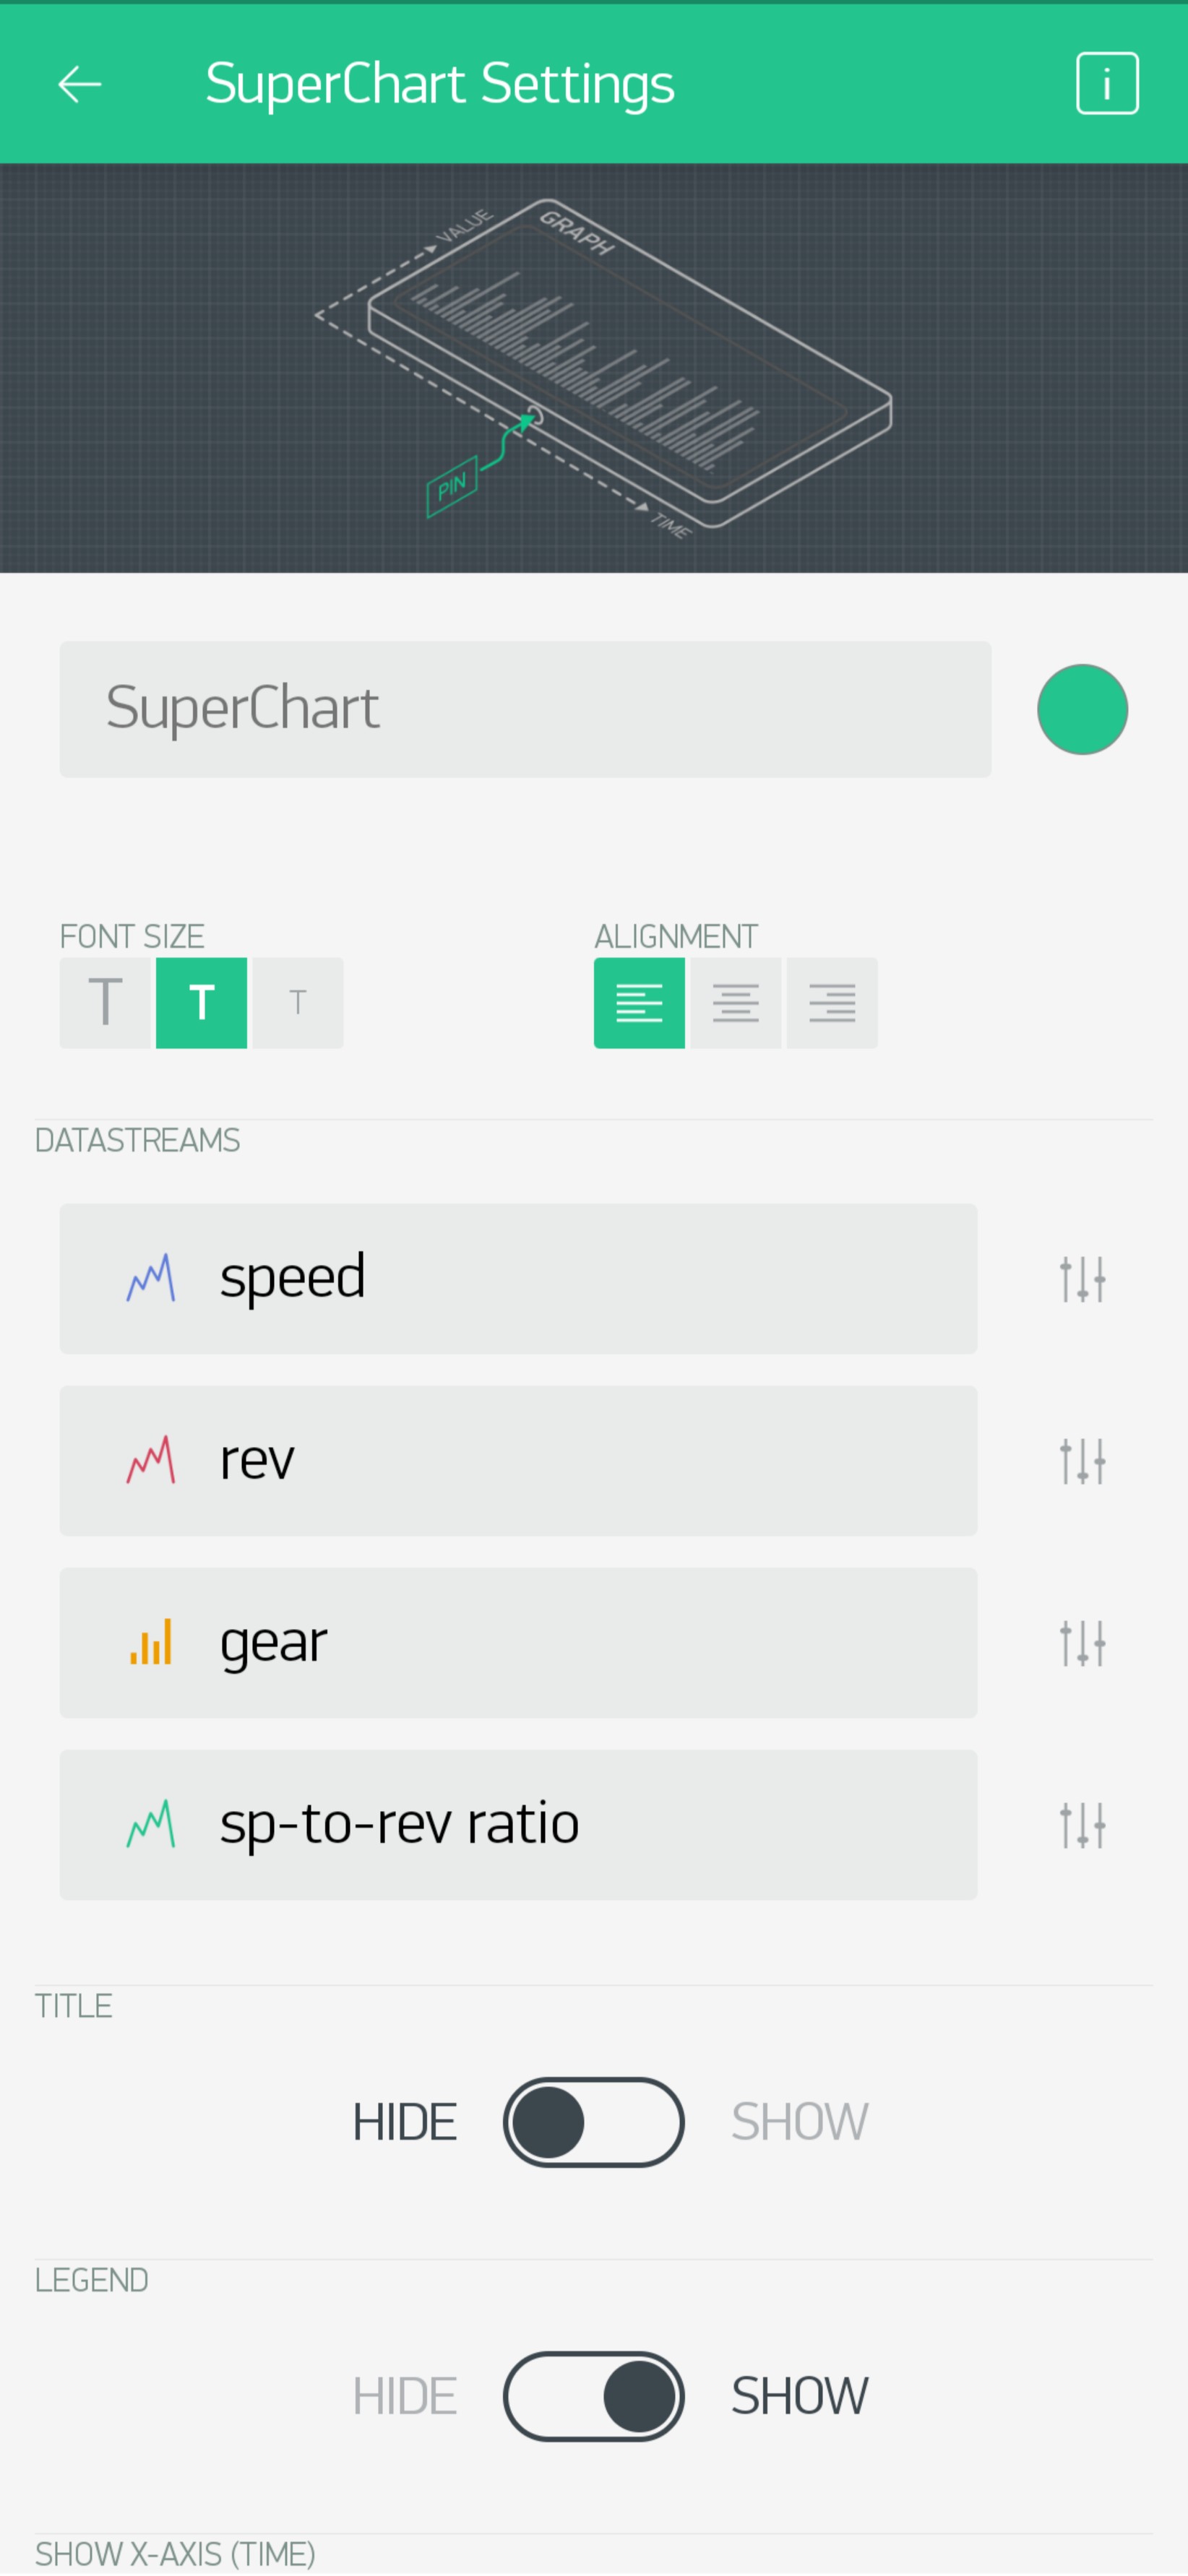 SuperChart Settings
i
VALUE
GRAPH
PIN
TIME
SuperChart
FONT SIZE
ALIGNMENT
T T T
DATASTREAMS
speed
rev
gear
sp-to-rev ratio
TITLE
HIDE SHOW
LEGEND
HIDE SHOW
SHOW X-AXIS (TIME)